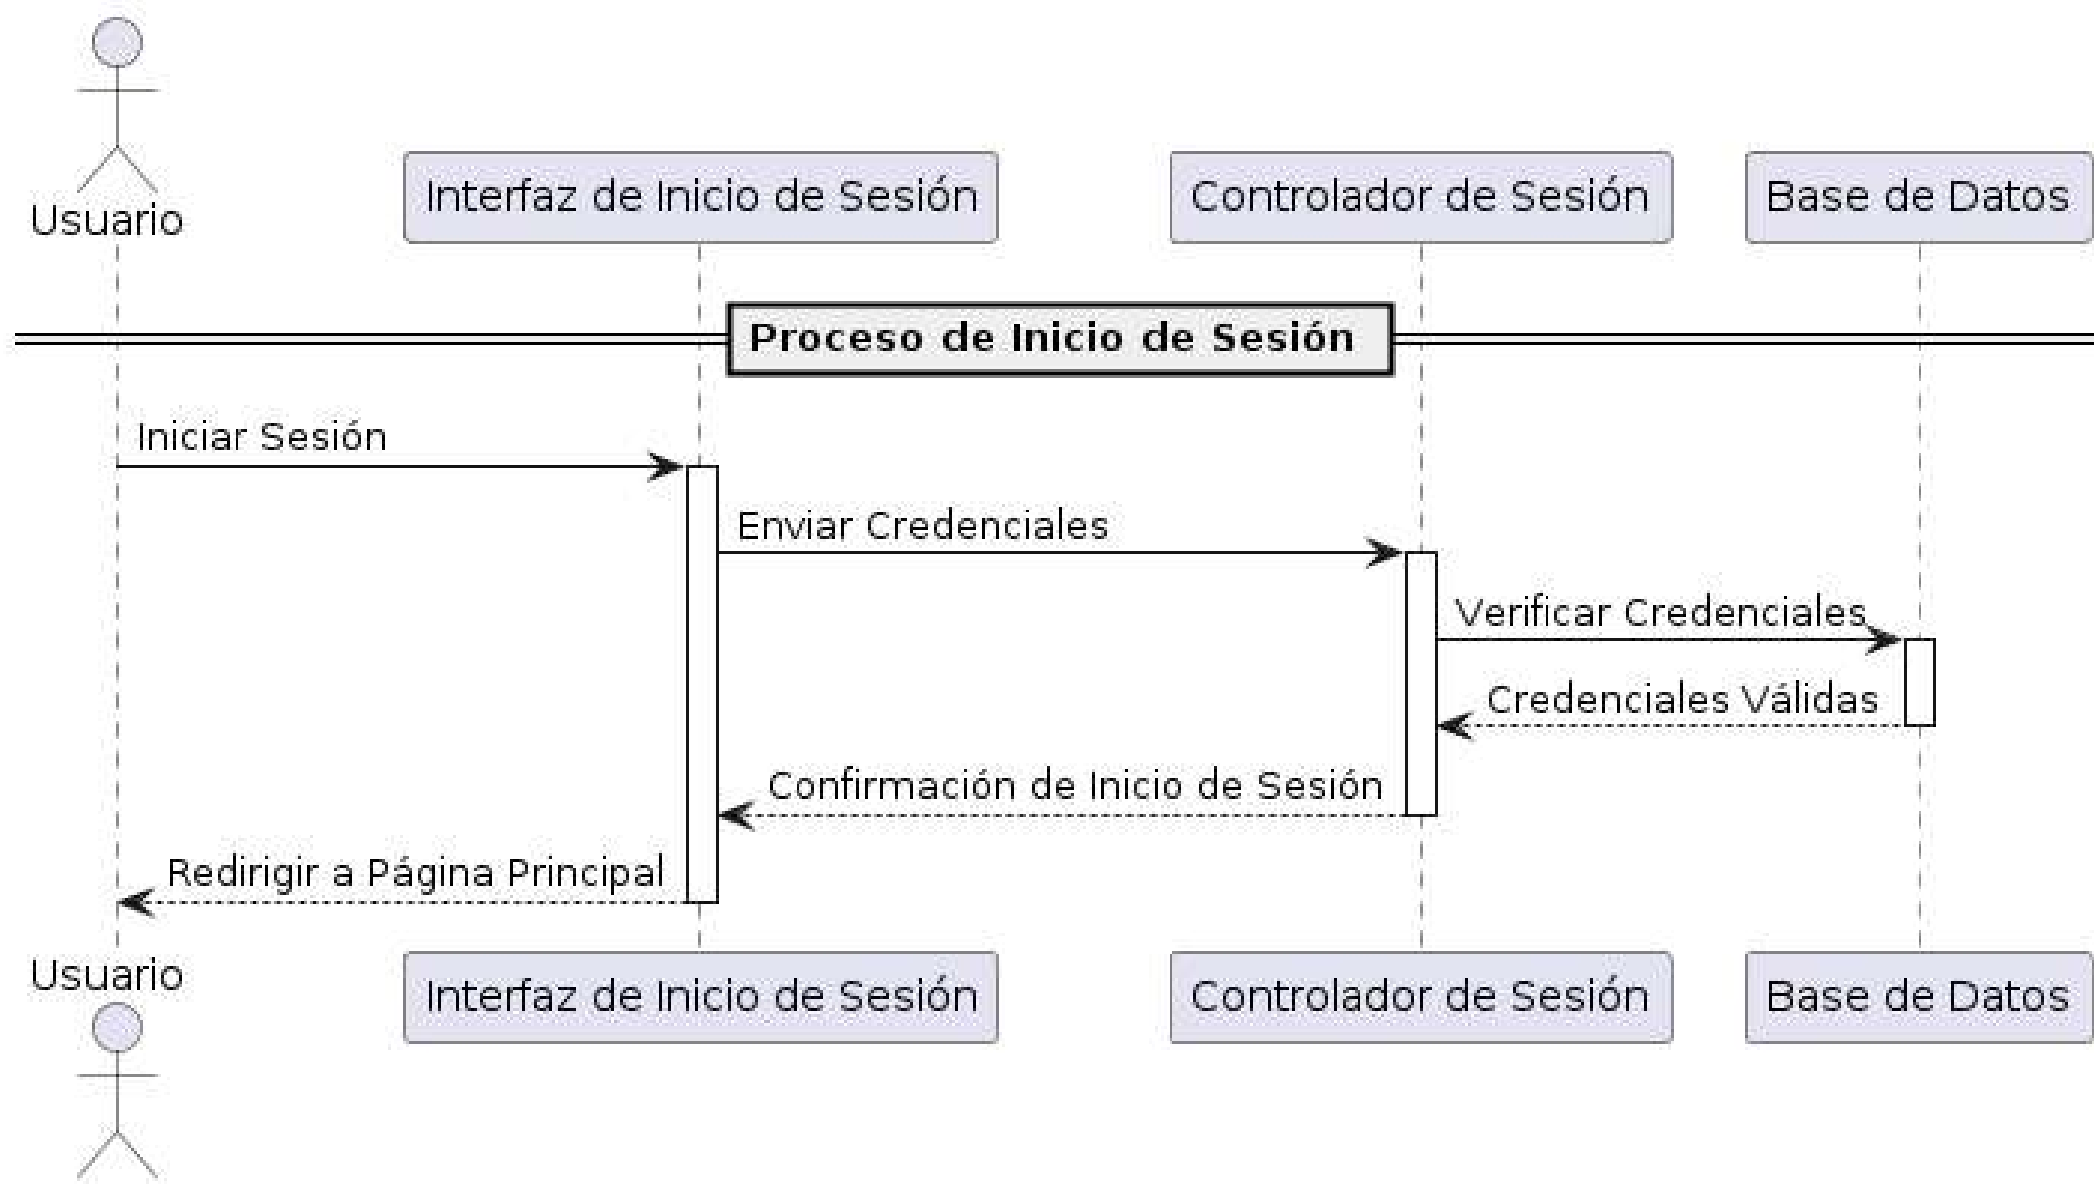 Usuario
Interfaz de Inicio de Sesión
Controlador de Sesión
Base de Datos
Proceso de Inicio de Sesión
Iniciar Sesión
Enviar Credenciales
Verificar Credenciales
Credenciales Válidas
Confirmación de Inicio de Sesión
Redirigir a Página Principal
Usuario
Interfaz de Inicio de Sesión
Controlador de Sesión
Base de Datos